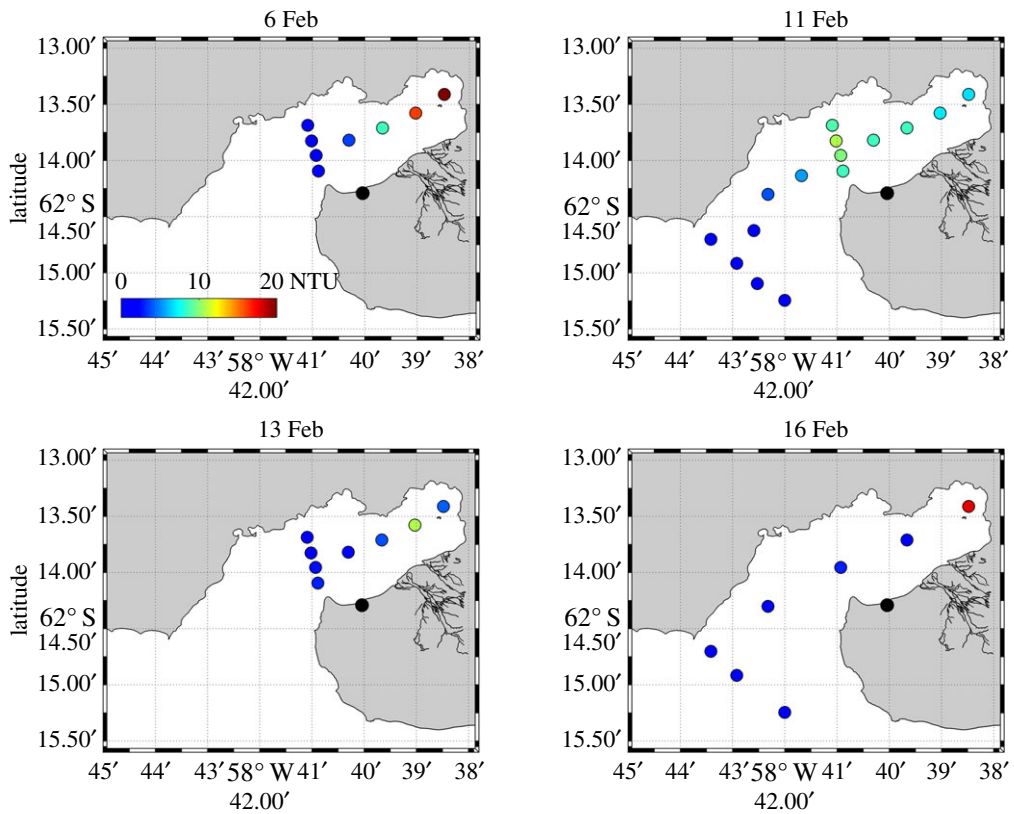 6 Feb
13.00′
13.50′
14.00′
latitude
62° S
14.50′
15.00′
15.50′
0 10 20 NTU
45′ 44′ 43′ 58° W 41′ 40′ 39′ 38′
42.00′
11 Feb
13.00′
13.50′
14.00′
62° S
14.50′
15.00′
15.50′
45′ 44′ 43′ 58° W 41′ 40′ 39′ 38′
42.00′
13 Feb
13.00′
13.50′
14.00′
latitude
62° S
14.50′
15.00′
15.50′
45′ 44′ 43′ 58° W 41′ 40′ 39′ 38′
42.00′
16 Feb
13.00′
13.50′
14.00′
62° S
14.50′
15.00′
15.50′
45′ 44′ 43′ 58° W 41′ 40′ 39′ 38′
42.00′